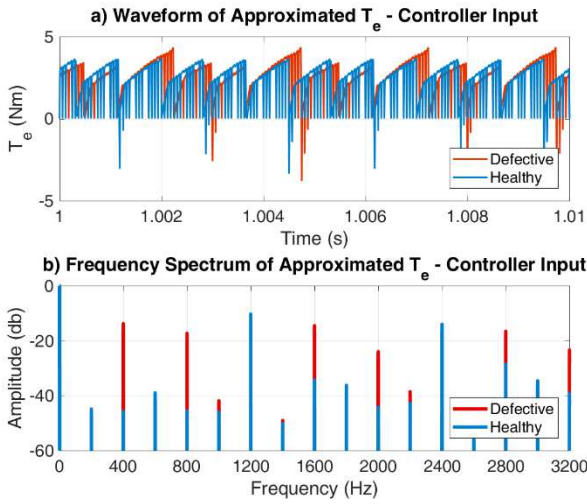 a) Waveform of Approximated Te - Controller Input
5
0
-5
Te (Nm)
Defective
Healthy
1 1.002 1.004 1.006 1.008 1.01
Time (s)
b) Frequency Spectrum of Approximated Te - Controller Input
0
-20
-40
-60
Amplitude (db)
Defective
Healthy
0 400 800 1200 1600 2000 2400 2800 3200
Frequency (Hz)